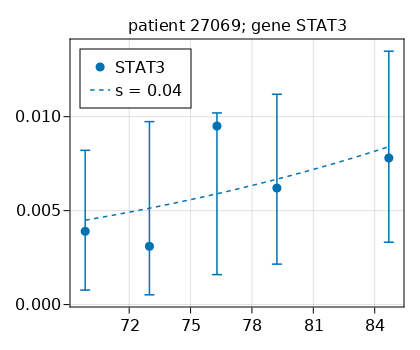 patient 27069; gene STAT3
STAT3
s = 0.04
0.010
0.005
0.000
72 75 78 81 84